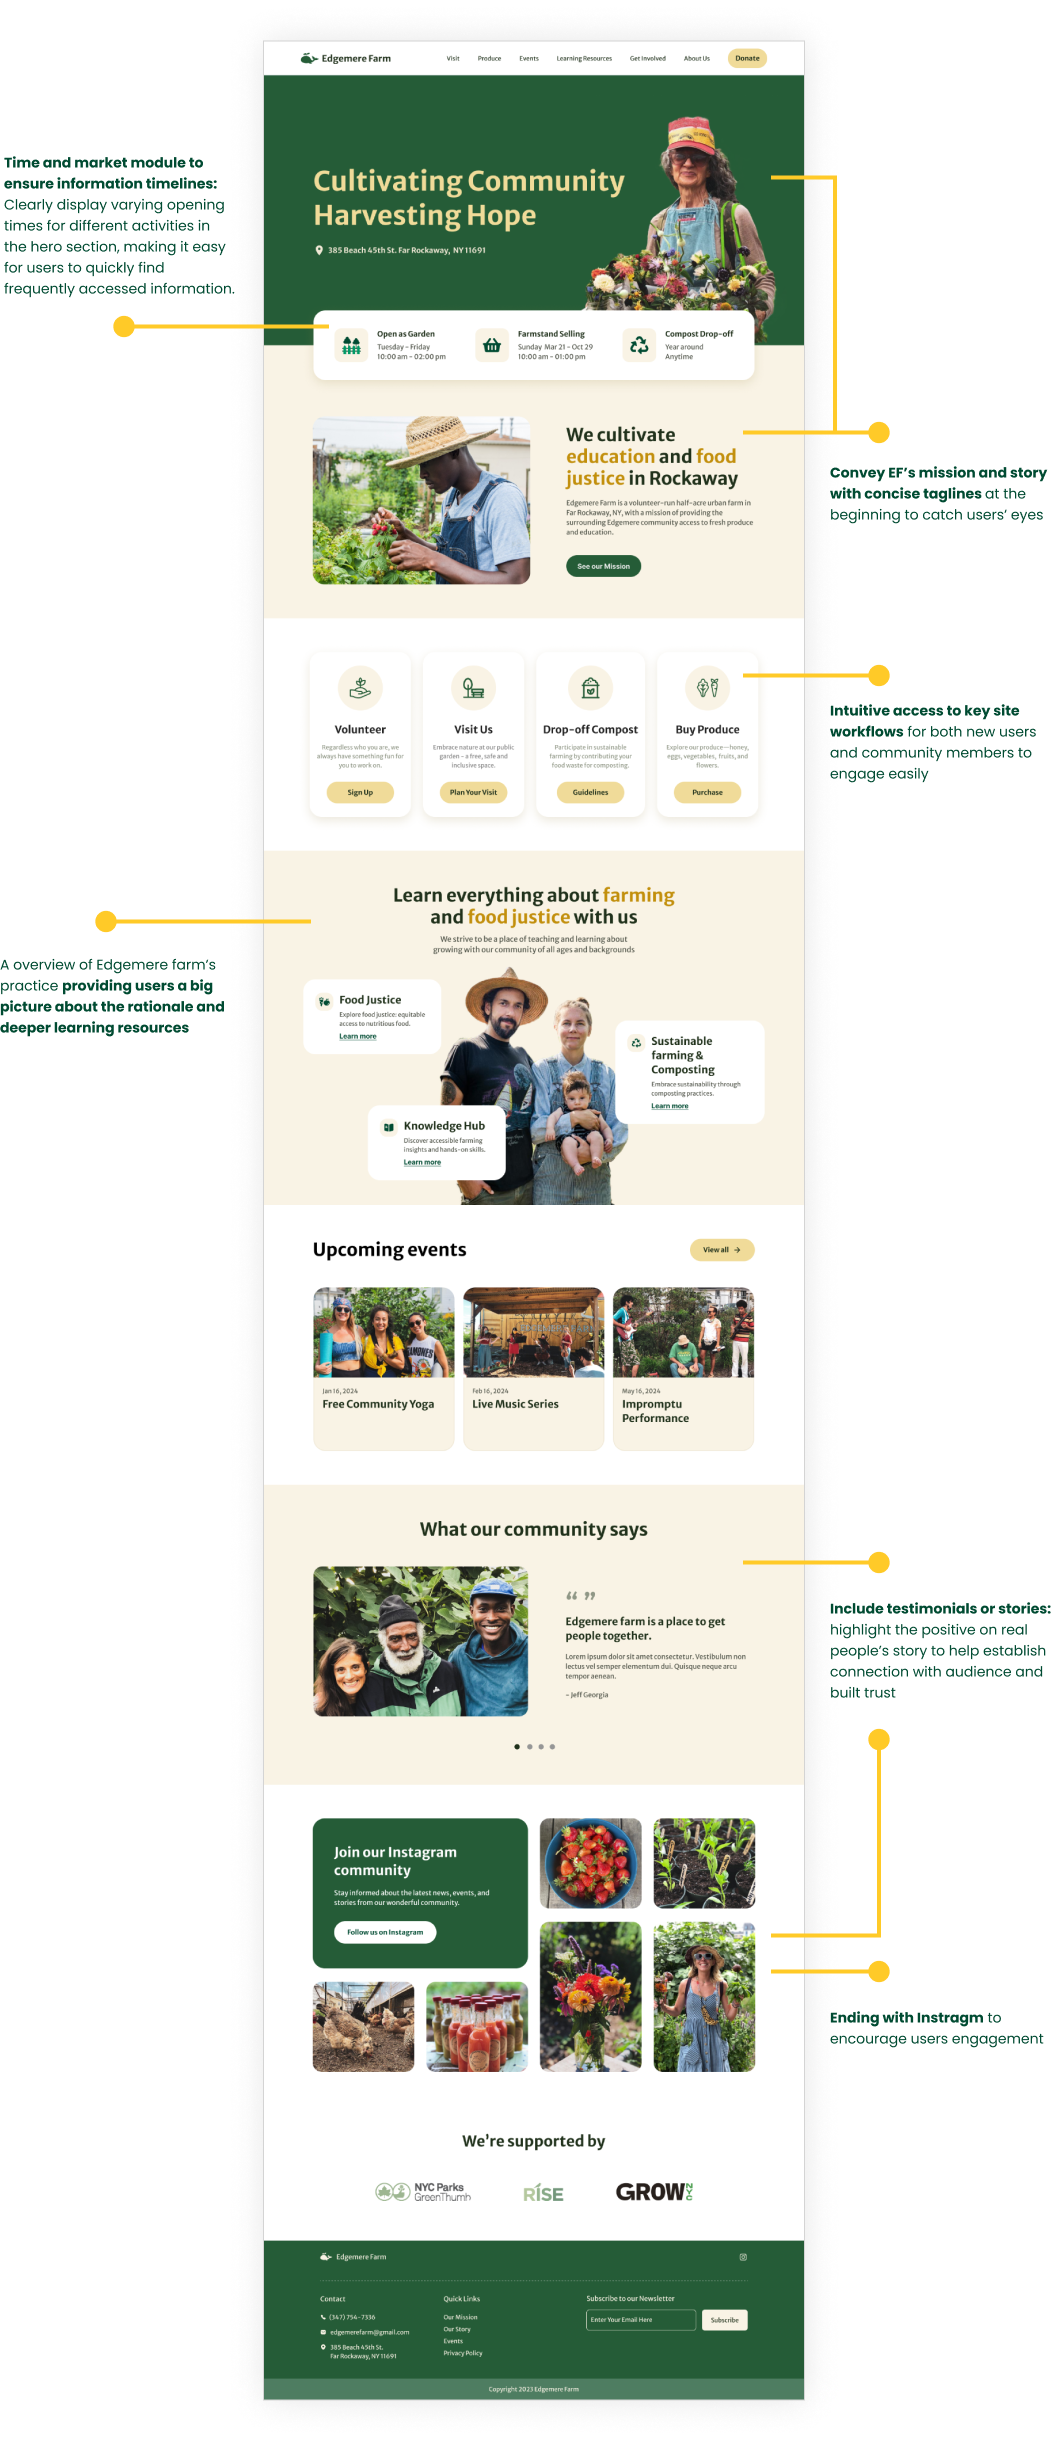 Edgemere Farm
Visit
Produce
Events
Learning Resources
Get Involved
About Us
Donate
Time and market module to
ensure information timelines:
Clearly display varying opening
times for different activities in
the hero section, making it easy
for users to quickly find
frequently accessed information.
Cultivating Community
Harvesting Hope
385 Beach 45th St. Far Rockaway, NY 11691
Open as Garden
Tuesday - Friday
10:00 am - 02:00 pm
Farmstand Selling
Sunday Mar 21 - Oct 29
10:00 am - 01:00 pm
Compost Drop-off
Year around
Anytime
We cultivate
education and food
justice in Rockaway
Edgemere Farm is a volunteer-run half-acre urban farm in
Far Rockaway, NY, with a mission of providing the
surrounding Edgemere community access to fresh produce
and education.
See our Mission
Convey EF's mission and story
with concise taglines at the
beginning to catch users' eyes
Volunteer
Regardless who you are, we
always have something fun for
you to work on.
Sign Up
Visit Us
Embrace nature at our public
garden - a free, safe and
inclusive space.
Plan Your Visit
Drop-off Compost
Participate in sustainable
farming by contributing your
food waste for composting.
Guidelines
Buy Produce
Explore our produce—honey,
eggs, vegetables, fruits, and
flowers.
Purchase
Intuitive access to key site
workflows for both new users
and community members to
engage easily
Learn everything about farming
and food justice with us
We strive to be a place of teaching and learning about
growing with our community of all ages and backgrounds
A overview of Edgemere farm's
practice providing users a big
picture about the rationale and
deeper learning resources
Food Justice
Explore food justice: equitable
access to nutritious food.
Learn more
Sustainable
farming &
Composting
Embrace sustainability through
composting practices.
Learn more
Knowledge Hub
Discover accessible farming
insights and hands-on skills.
Learn more
Upcoming events
View all →
RAMONES
Jan 16, 2024
Free Community Yoga
Feb 16, 2024
Live Music Series
May 16, 2024
Impromptu
Performance
What our community says
“ ”
Edgemere farm is a place to get
people together.
Lorem ipsum dolor sit amet consectetur. Vestibulum non
lectus vel semper elementum dui. Quisque neque arcu
tempor aenean.
- Jeff Georgia
Include testimonials or stories:
highlight the positive on real
people's story to help establish
connection with audience and
built trust
Join our Instagram
community
Stay informed about the latest news, events, and
stories from our wonderful community.
Follow us on Instagram
Ending with Instragm to
encourage users engagement
We're supported by
NYC Parks
GreenThumb
RISE
GROW NYC
Edgemere Farm
Contact
(347) 754-7336
edgemerefarm@gmail.com
385 Beach 45th St.
Far Rockaway, NY 11691
Quick Links
Our Mission
Our Story
Events
Privacy Policy
Subscribe to our Newsletter
Enter Your Email Here
Subscribe
Copyright 2023 Edgemere Farm